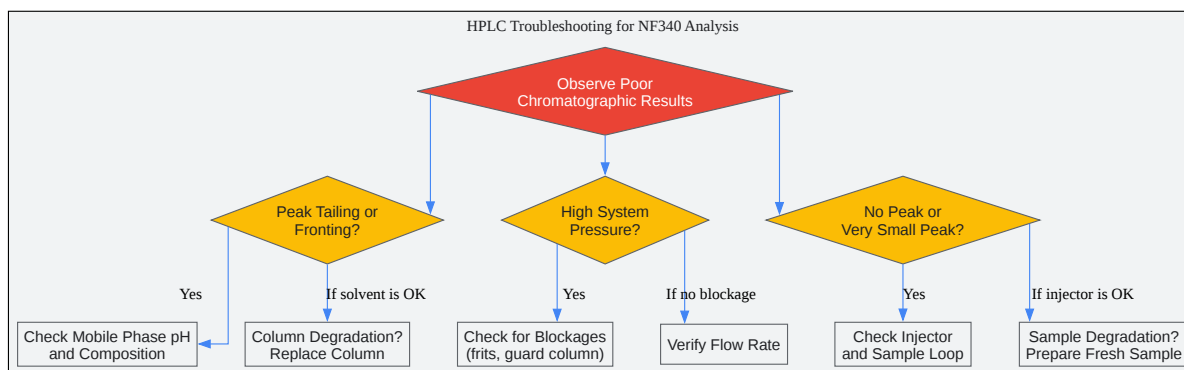 HPLC Troubleshooting for NF340 Analysis
Observe Poor
Chromatographic Results
Peak Tailing or
Fronting?
High System
Pressure?
No Peak or
Very Small Peak?
Yes
If solvent is OK
Yes
If no blockage
Yes
If injector is OK
Check Mobile Phase pH
and Composition
Column Degradation?
Replace Column
Check for Blockages
(frits, guard column)
Verify Flow Rate
Check Injector
and Sample Loop
Sample Degradation?
Prepare Fresh Sample